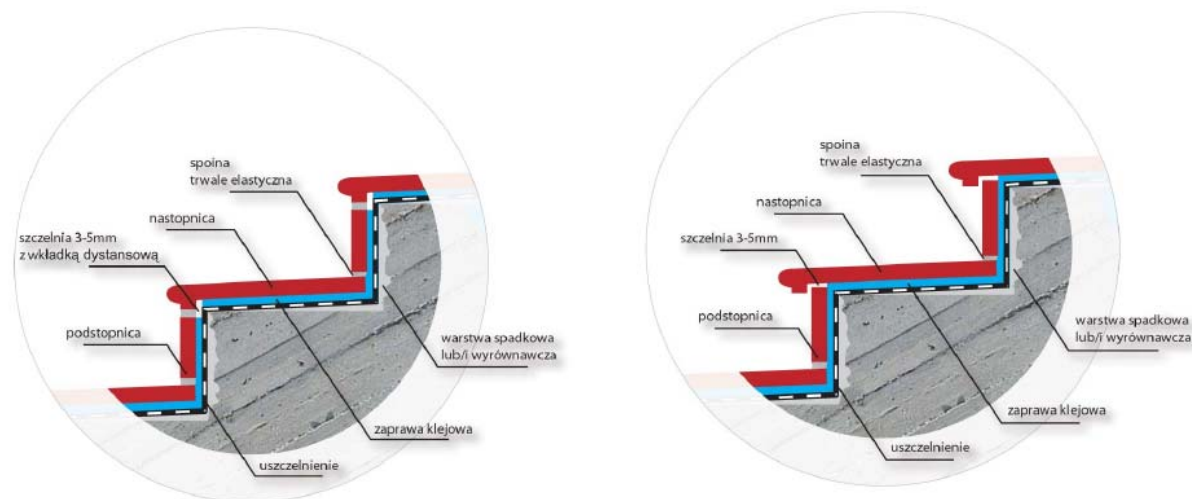 spoina
trwale elastyczna
nastopnica
szczelnia 3-5mm
z wkładką dystansową
podstopnica
warstwa spadkowa
lub/i wyrównawcza
zaprawa klejowa
uszczelnienie
spoina
trwale elastyczna
nastopnica
szczelnia 3-5mm
podstopnica
warstwa spadkowa
lub/i wyrównawcza
zaprawa klejowa
uszczelnienie